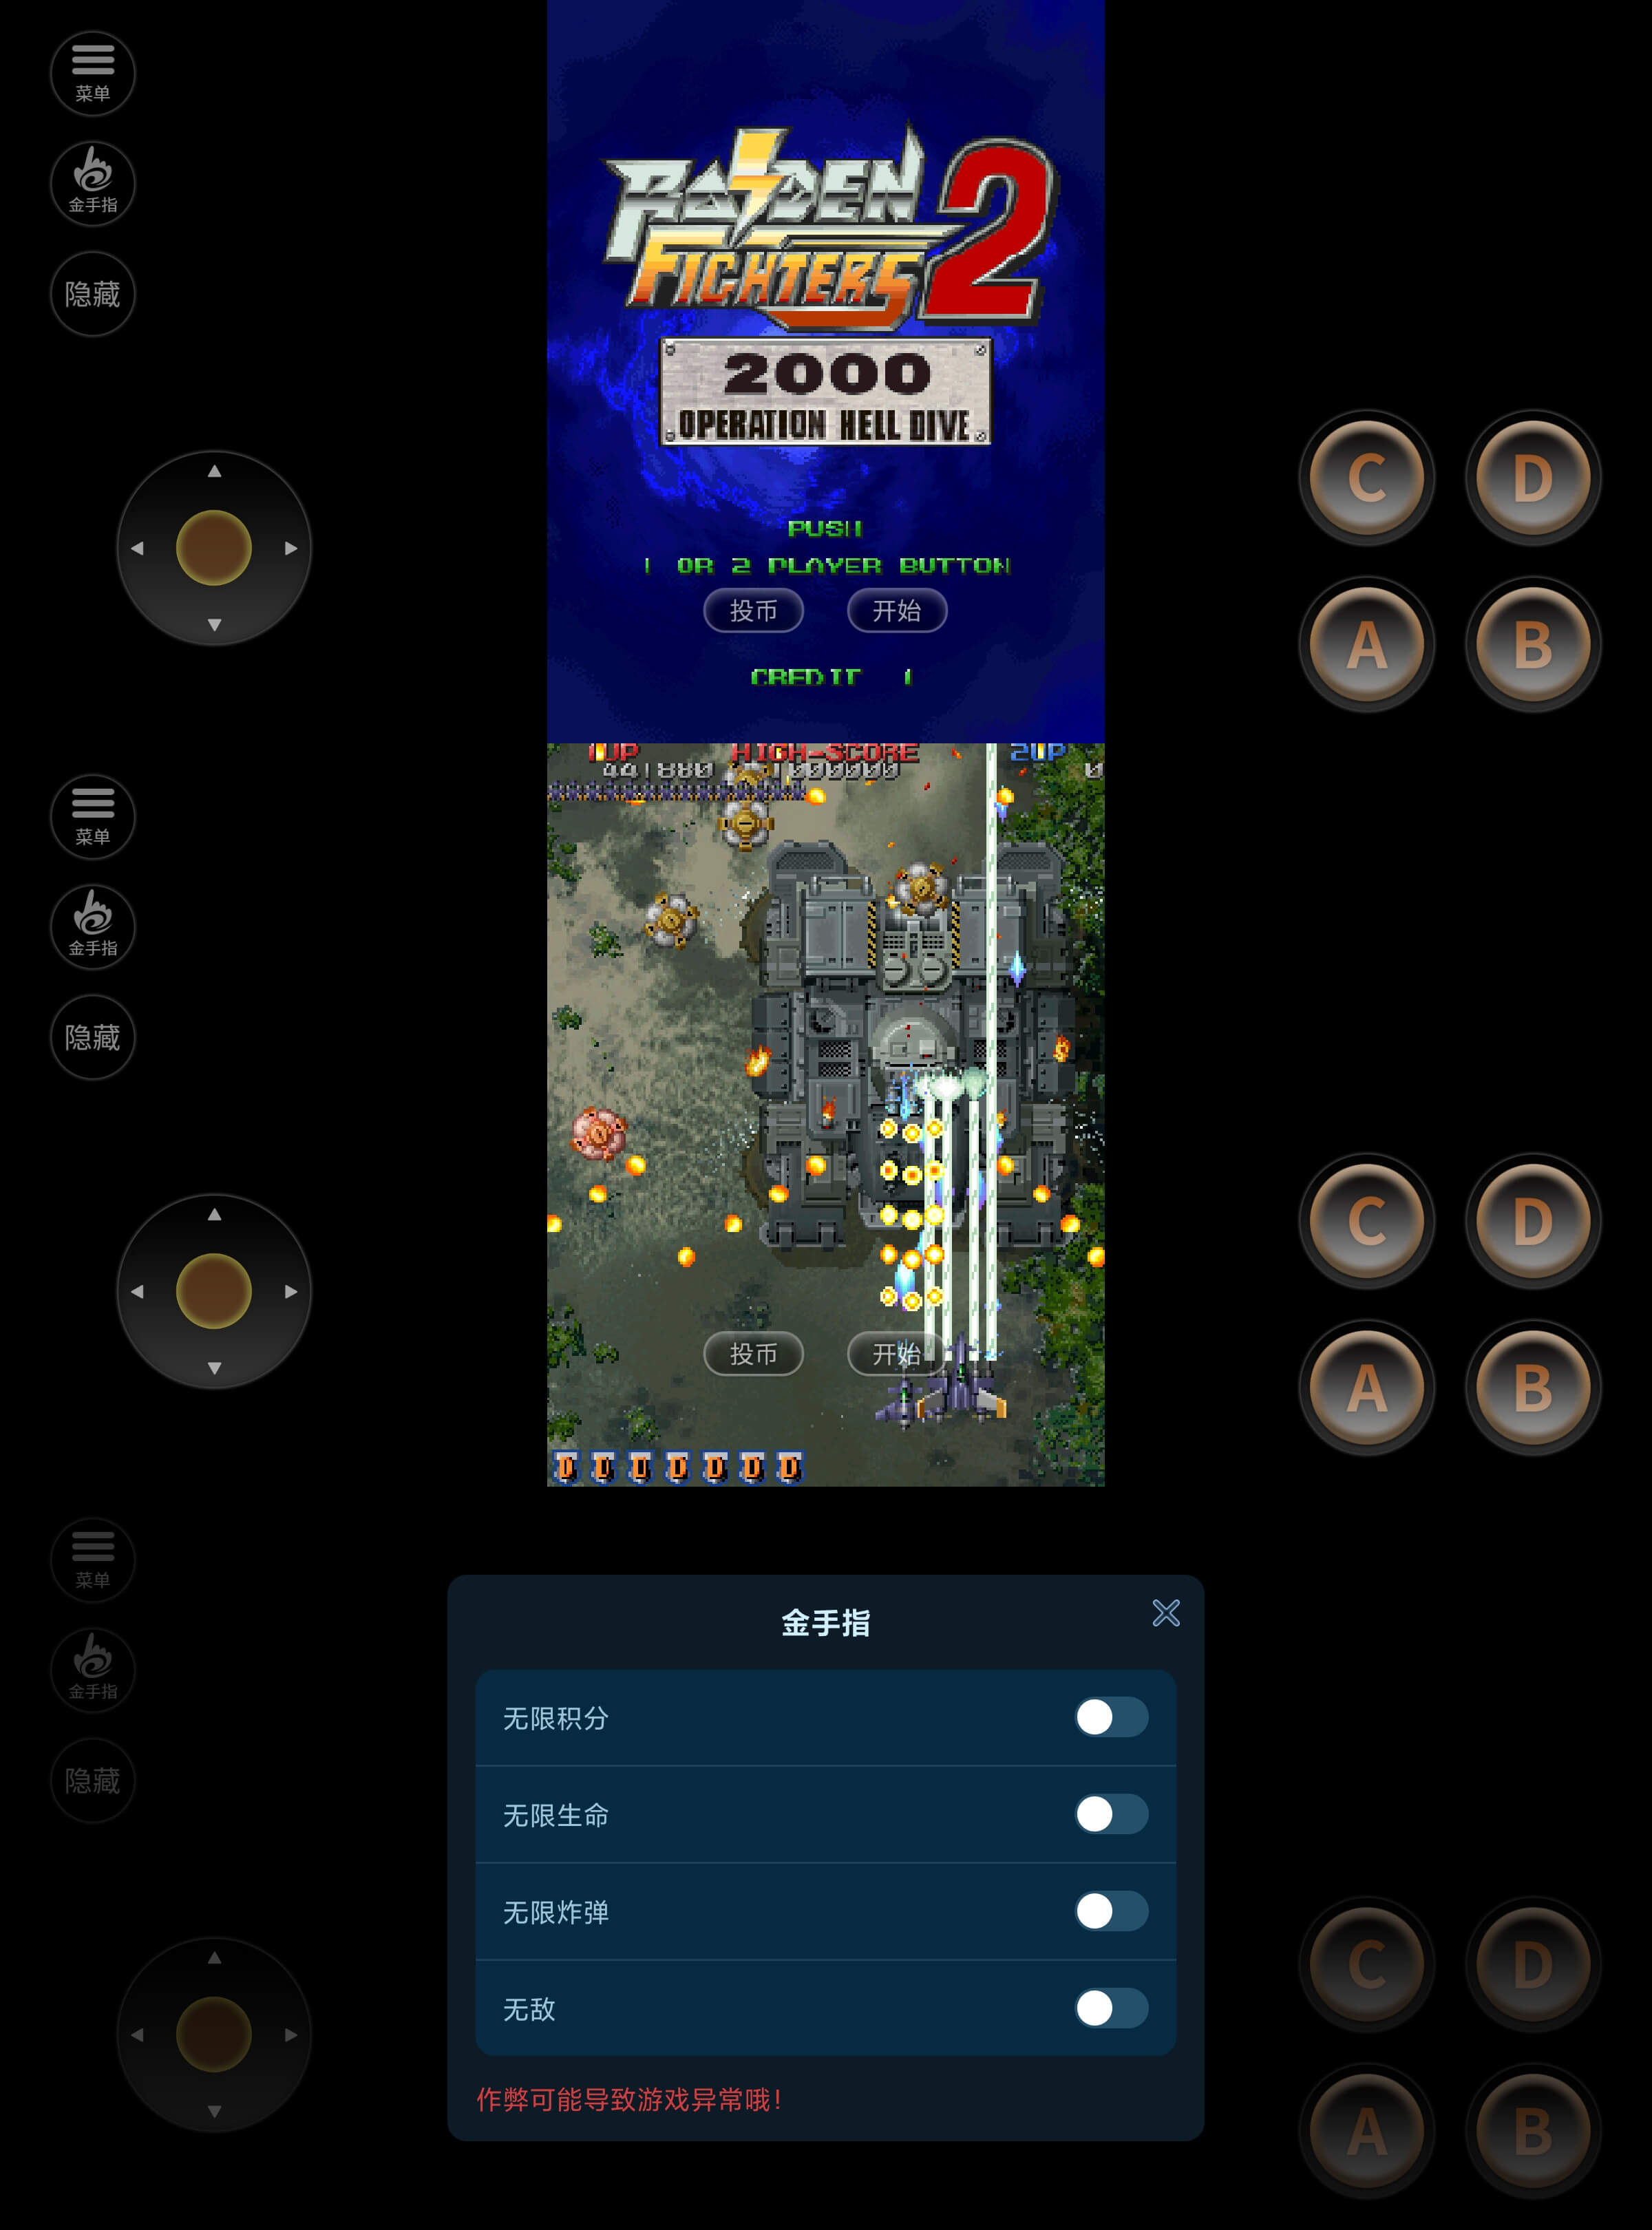 菜单
金手指
隐藏
RAIDEN
FIGHTERS 2
2000
OPERATION HELL DIVE
PUSH
1 OR 2 PLAYER BUTTON
投币 开始
CREDIT 1
C D
A B
1UP HIGH-SCORE 2UP
441880 1000000 0
菜单
金手指
隐藏
C D
A B
投币 开始
D D D D D D D
菜单
金手指
隐藏
金手指
无限积分
无限生命
无限炸弹
无敌
作弊可能导致游戏异常哦!
C D
A B